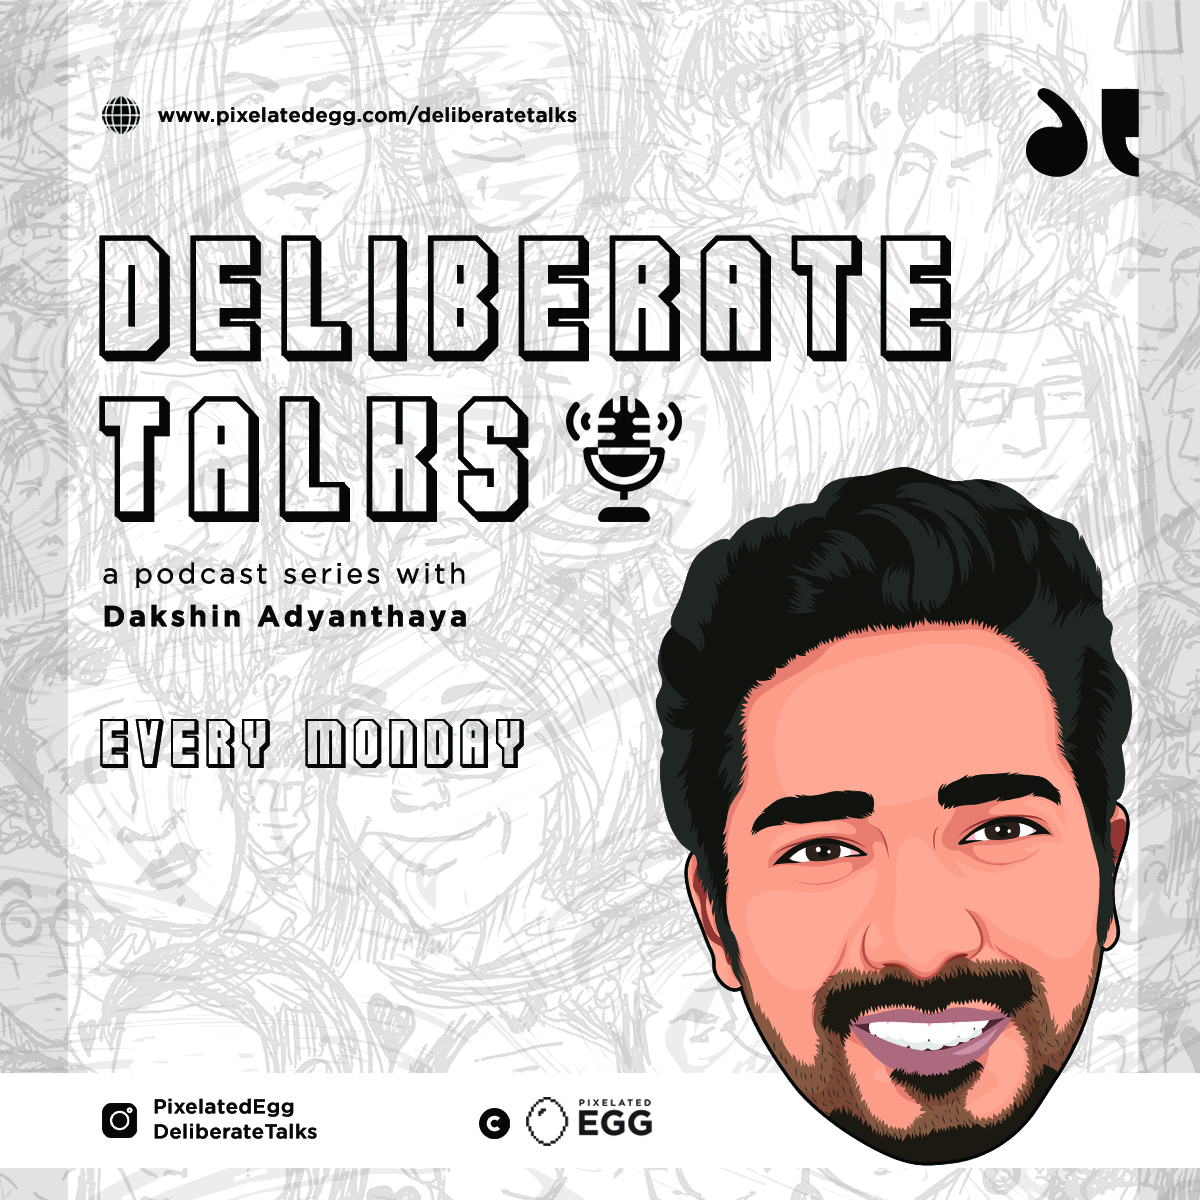 www.pixelatedegg.com/deliberatetalks
DELIBERATE
TALKS
a podcast series with
Dakshin Adyanthaya
EVERY MONDAY
PixelatedEgg
DeliberateTalks
C
PIXELATED
EGG